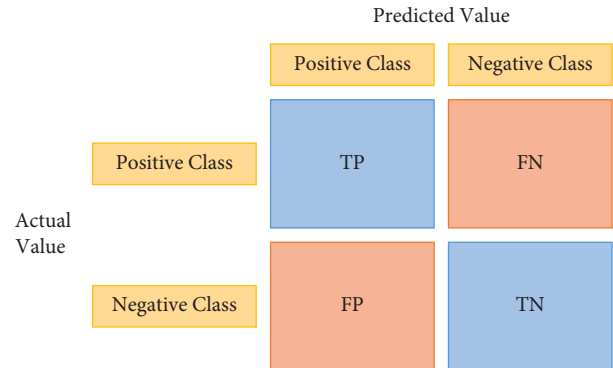 Predicted Value
Positive Class
Negative Class
Positive Class
TP
FN
Actual
Value
Negative Class
FP
TN